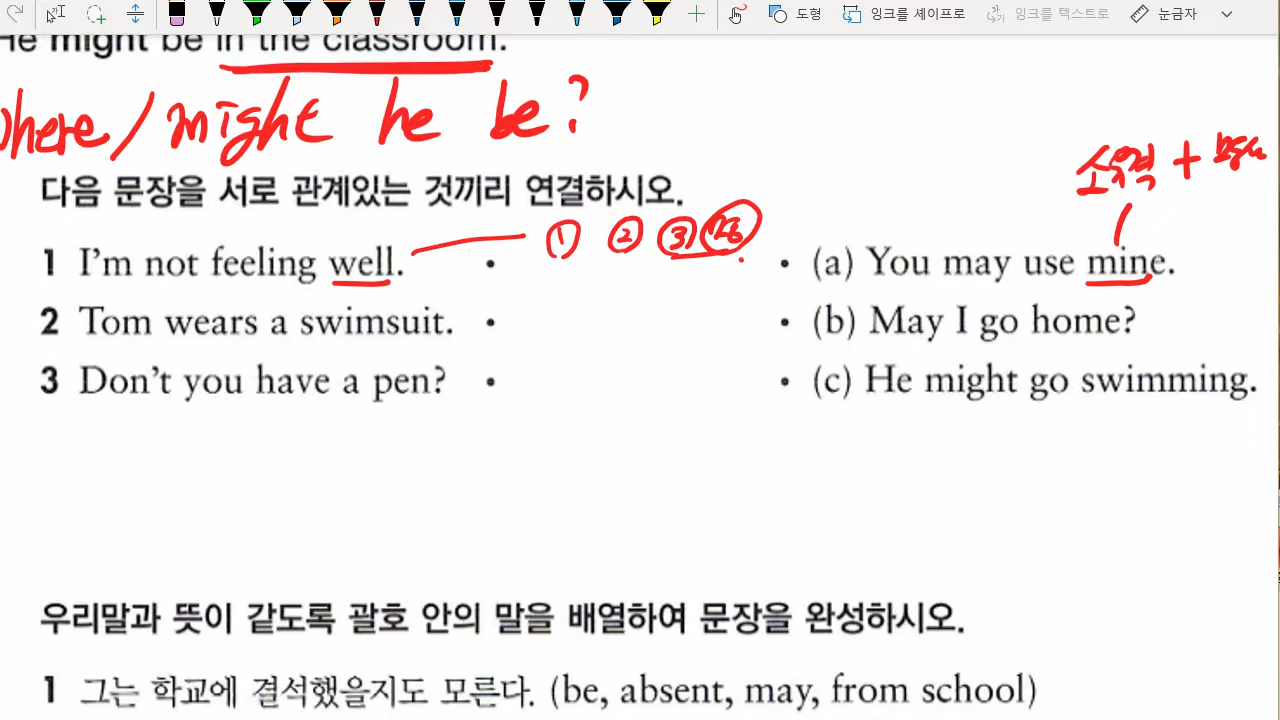 도형 잉크를 셰이프로 잉크를 텍스트로 눈금자
He might be in the classroom.
where / might he be?
소유격 + 명사
다음 문장을 서로 관계있는 것끼리 연결하시오.
① ② ③
1 I'm not feeling well. • • (a) You may use mine.
2 Tom wears a swimsuit. • • (b) May I go home?
3 Don't you have a pen? • • (c) He might go swimming.
우리말과 뜻이 같도록 괄호 안의 말을 배열하여 문장을 완성하시오.
1 그는 학교에 결석했을지도 모른다. (be, absent, may, from school)